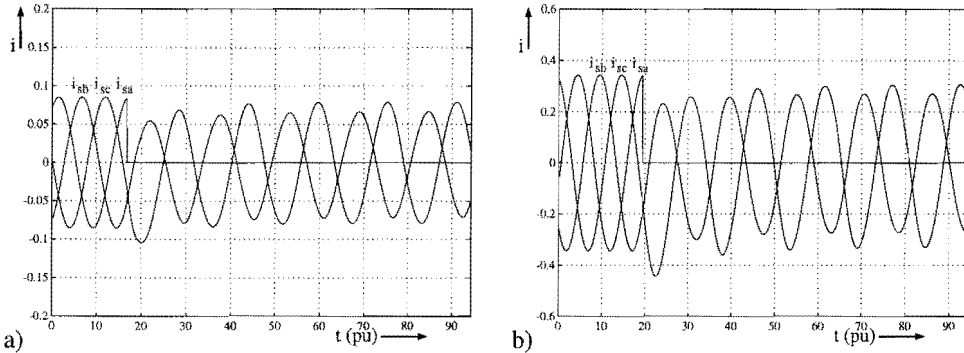 0.2
i
0.15
0.1
i_sb i_sc i_sa
0.05
0
-0.05
-0.1
-0.15
-0.2
0 10 20 30 40 50 60 70 80 90
a)
t (pu)
0.6
i
0.4
i_sb i_sc i_sa
0.2
0
-0.2
-0.4
-0.6
0 10 20 30 40 50 60 70 80 90
b)
t (pu)